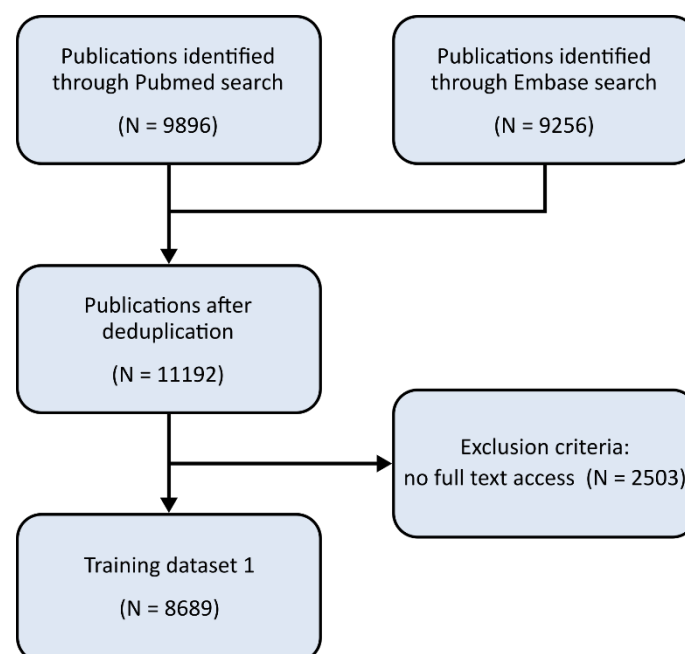 Publications identified
through Pubmed search
(N = 9896)
Publications identified
through Embase search
(N = 9256)
Publications after
deduplication
(N = 11192)
Exclusion criteria:
no full text access (N = 2503)
Training dataset 1
(N = 8689)